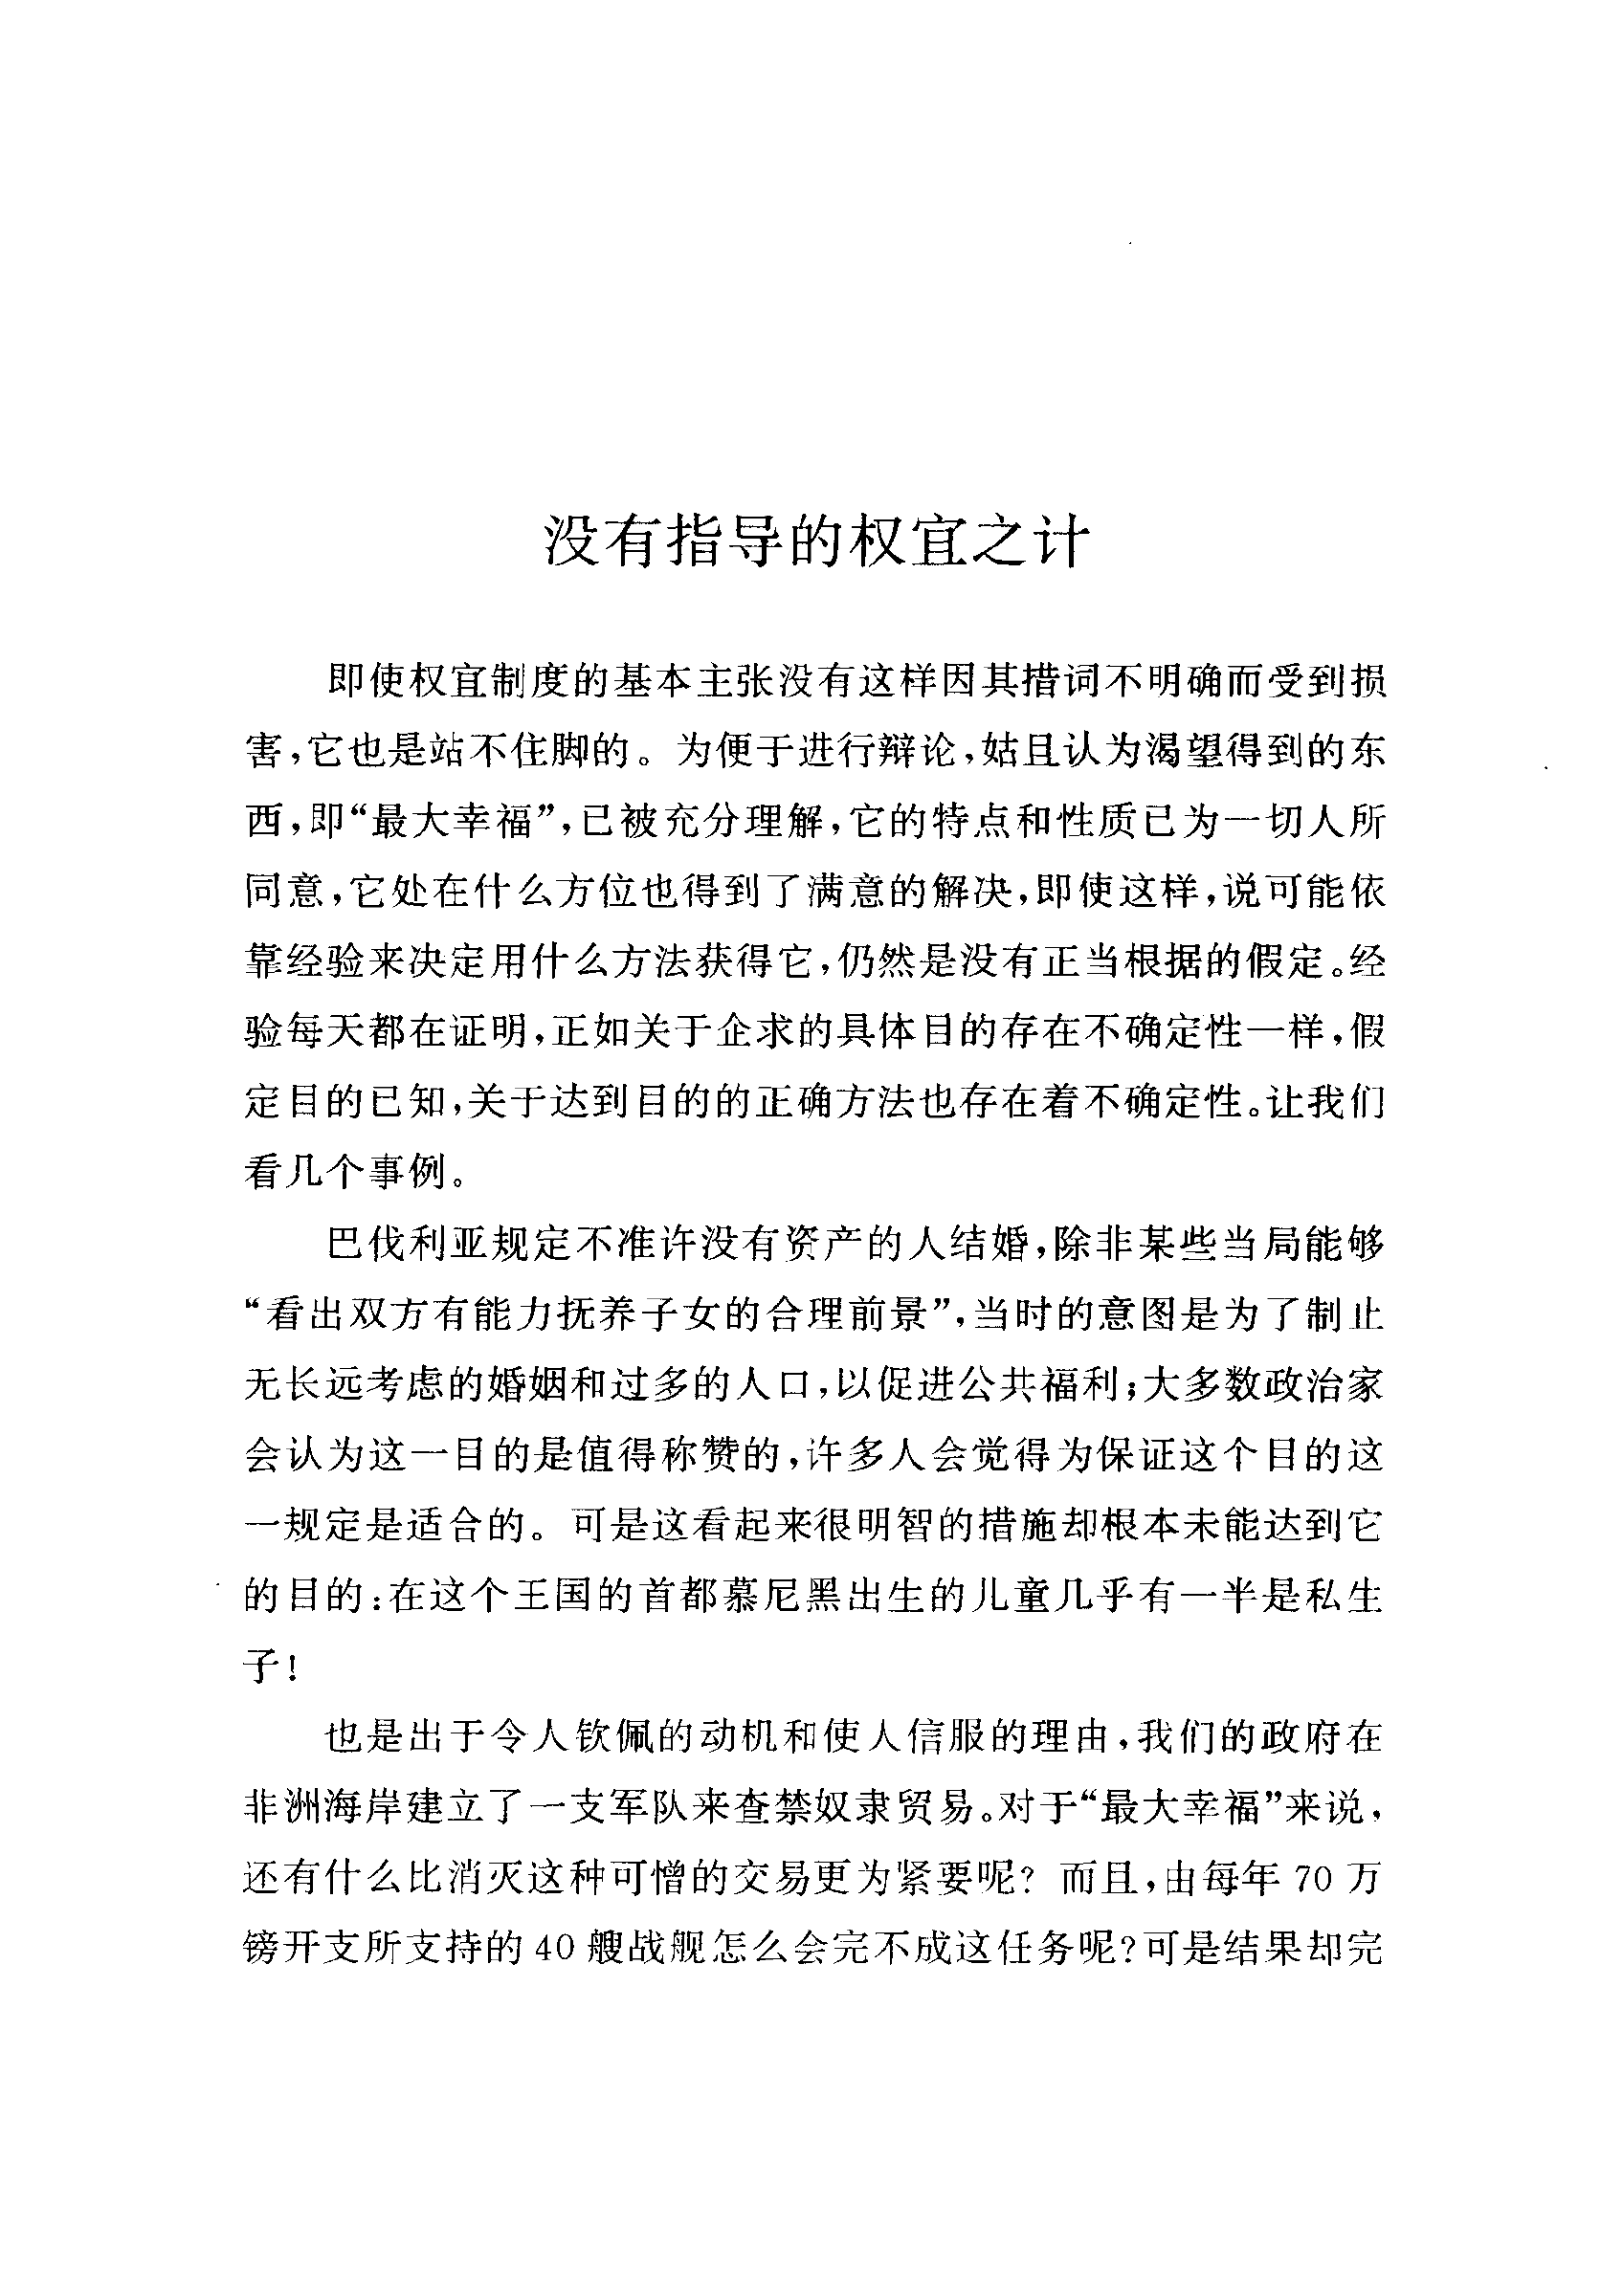 没有指导的权宜之计
即使权宜制度的基本主张没有这样因其措词不明确而受到损
害，它也是站不住脚的。为便于进行辩论，姑且认为渴望得到的东
西，即“最大幸福”，已被充分理解，它的特点和性质已为一切人所
同意，它处在什么方位也得到了满意的解决，即使这样，说可能依
靠经验来决定用什么方法获得它，仍然是没有正当根据的假定。经
验每天都在证明，正如关于企求的具体目的存在不确定性一样，假
定目的已知，关于达到目的的正确方法也存在着不确定性。让我们
看几个事例。
巴伐利亚规定不准许没有资产的人结婚，除非某些当局能够
“看出双方有能力抚养子女的合理前景”，当时的意图是为了制止
无长远考虑的婚姻和过多的人口，以促进公共福利；大多数政治家
会认为这一目的是值得称赞的，许多人会觉得为保证这个目的这
一规定是适合的。可是这看起来很明智的措施却根本未能达到它
的目的：在这个王国的首都慕尼黑出生的儿童几乎有一半是私生
子！
也是出于令人钦佩的动机和使人信服的理由，我们的政府在
非洲海岸建立了一支军队来查禁奴隶贸易。对于“最大幸福”来说，
还有什么比消灭这种可憎的交易更为紧要呢？而且，由每年 70 万
镑开支所支持的 40 艘战舰怎么会完不成这任务呢？可是结果却完